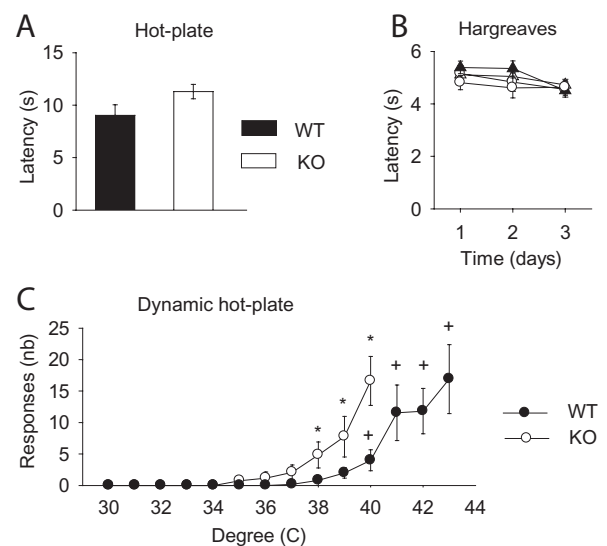 A
Hot-plate
15
10
5
0
Latency (s)
WT
KO
B
Hargreaves
6
4
2
0
Latency (s)
1 2 3
Time (days)
C
Dynamic hot-plate
25
20
15
10
5
0
Responses (nb)
* * *
+ + + +
30 32 34 36 38 40 42 44
Degree (C)
WT
KO